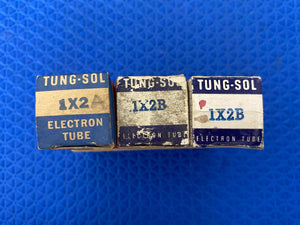 TUNG-SOL
1X2A
ELECTRON
TUBE
TUNG-SOL
1X2B
ELECTRON TUBE
TUNG-SOL
1X2B
ELECTRON TUBE